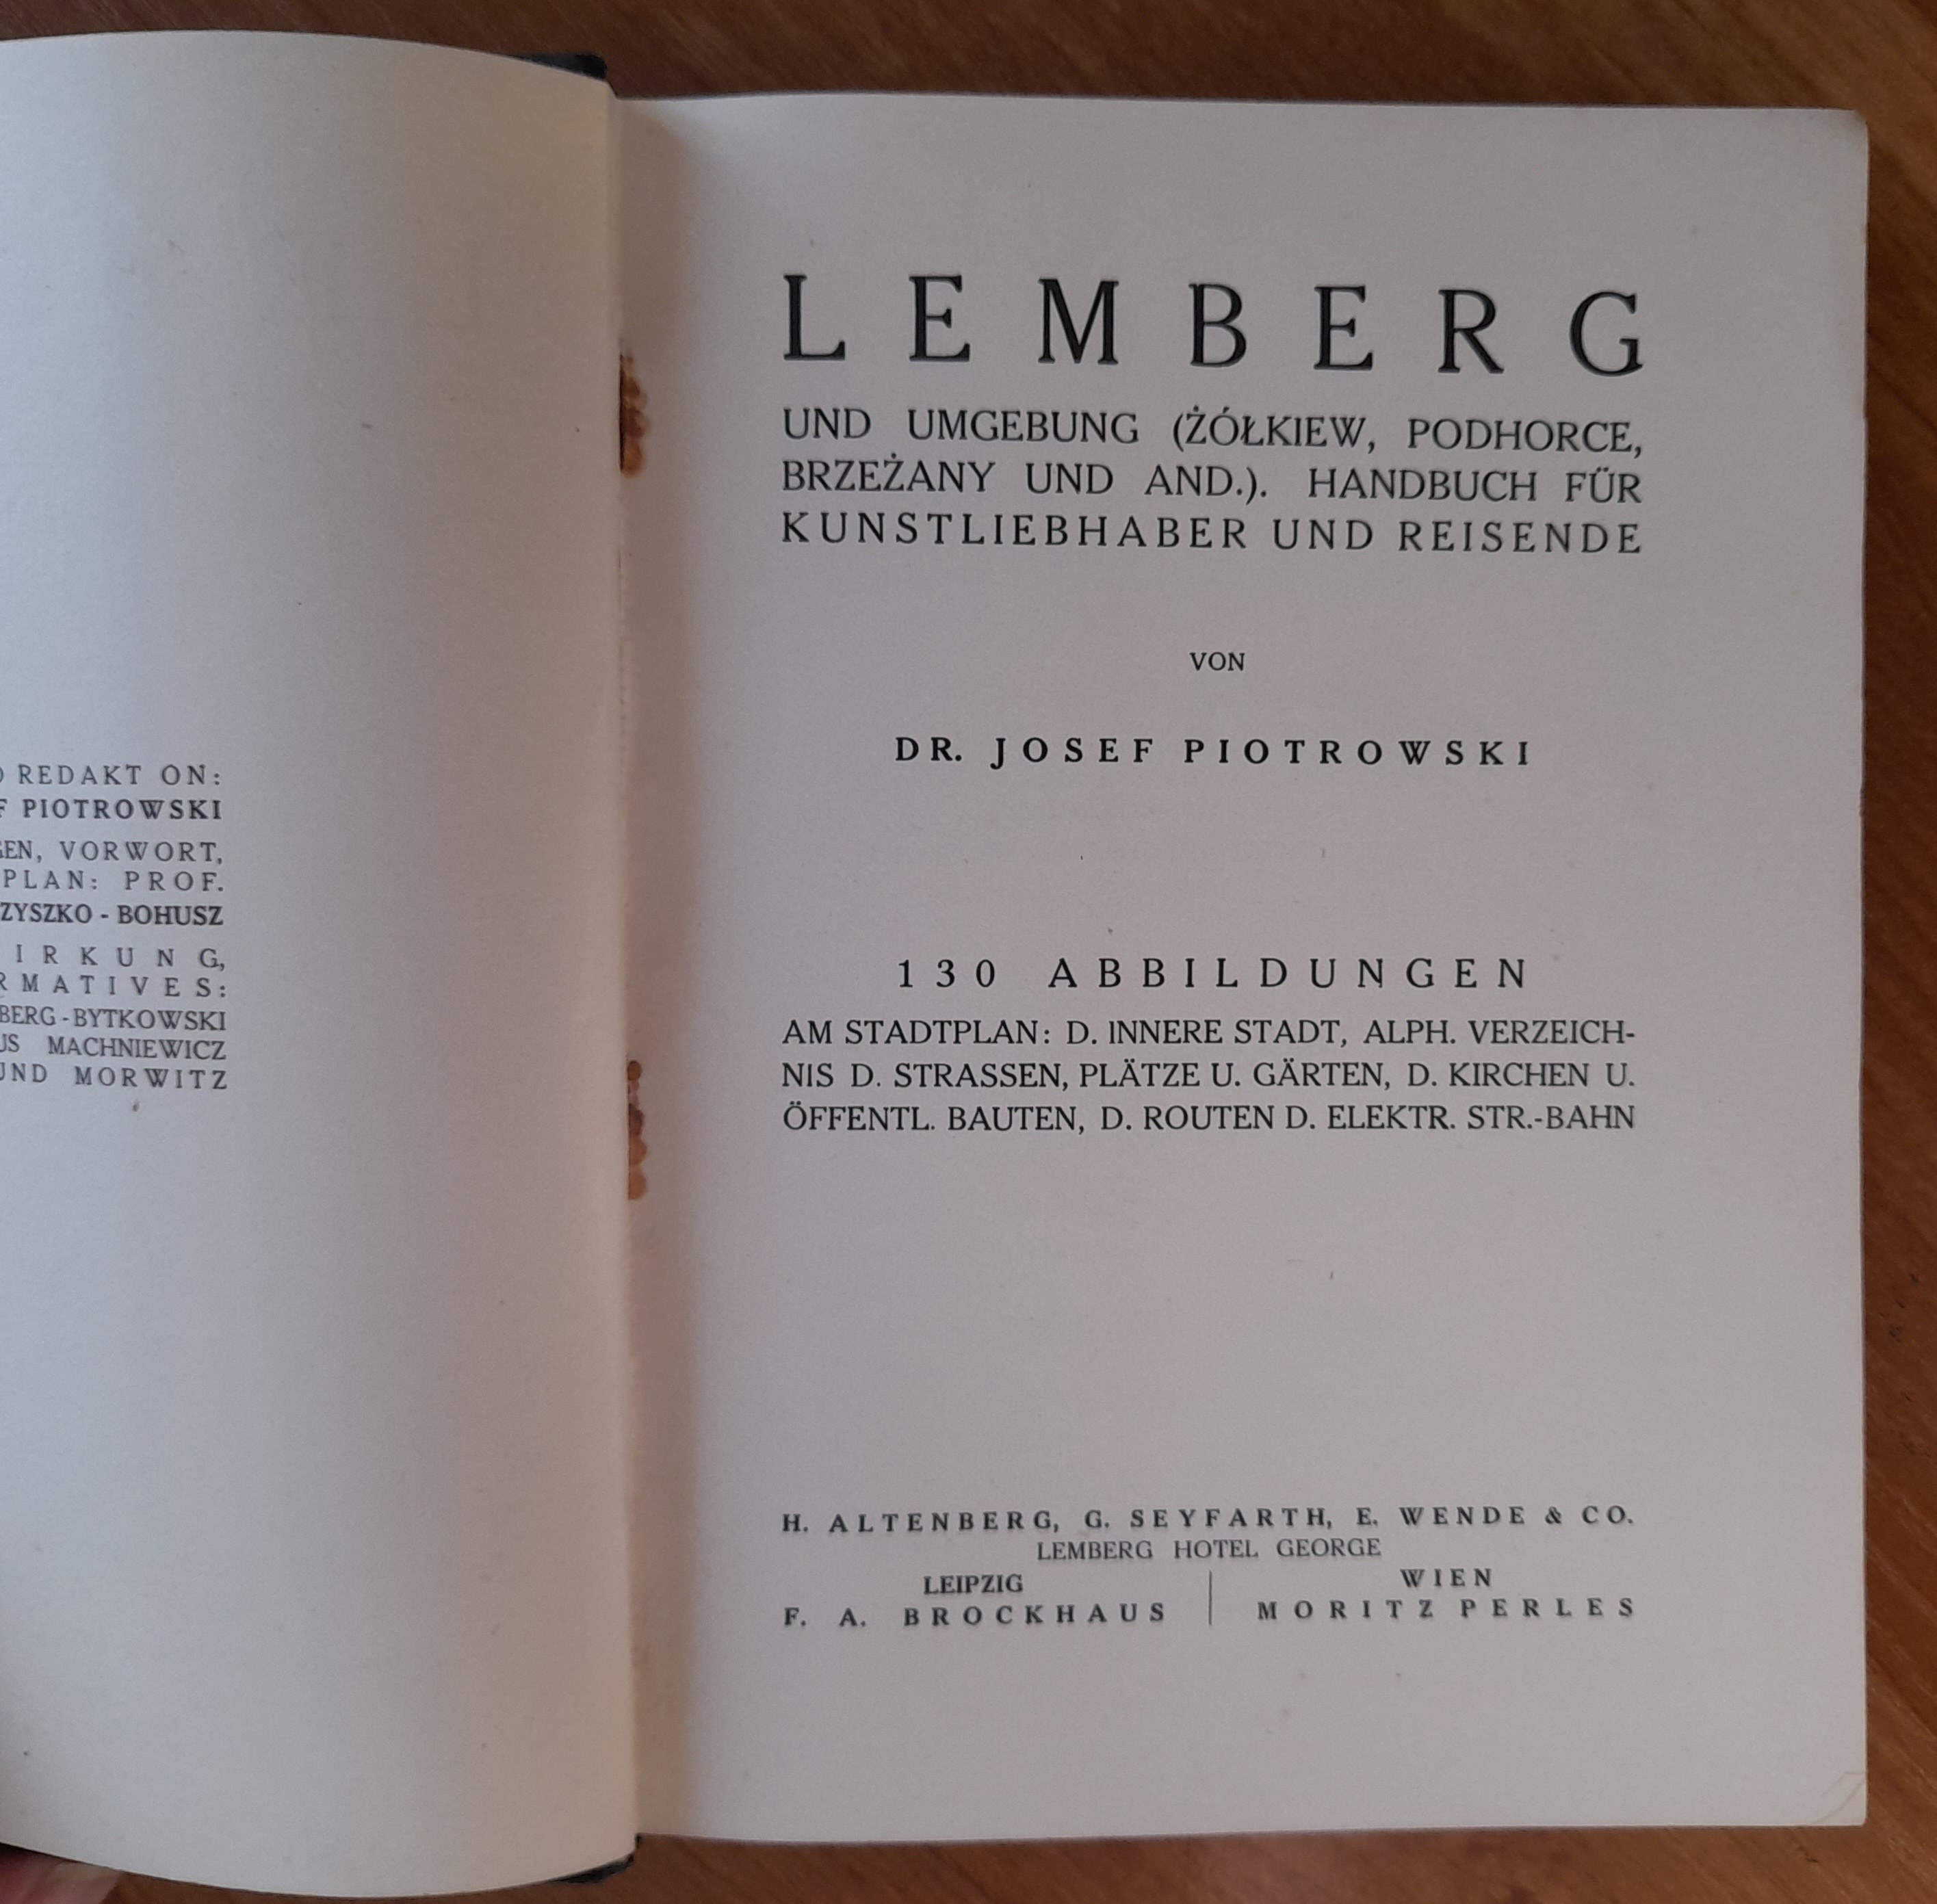 REDAKT ON:
PIOTROWSKI
VORWORT,
PLAN: PROF.
BOHUSZ
BERG-BYTKOWSKI
MACHNIEWICZ
MORWITZ
LEMBERG
UND UMGEBUNG (ŻÓŁKIEW, PODHORCE,
BRZEŻANY UND AND.). HANDBUCH FÜR
KUNSTLIEBHABER UND REISENDE
VON
DR. JOSEF PIOTROWSKI
130 ABBILDUNGEN
AM STADTPLAN: D. INNERE STADT, ALPH. VERZEICH-
NIS D. STRASSEN, PLÄTZE U. GÄRTEN, D. KIRCHEN U.
ÖFFENTL. BAUTEN, D. ROUTEN D. ELEKTR. STR.-BAHN
H. ALTENBERG, G. SEYFARTH, E. WENDE & CO.
LEMBERG HOTEL GEORGE
LEIPZIG
F. A. BROCKHAUS
WIEN
MORITZ PERLES